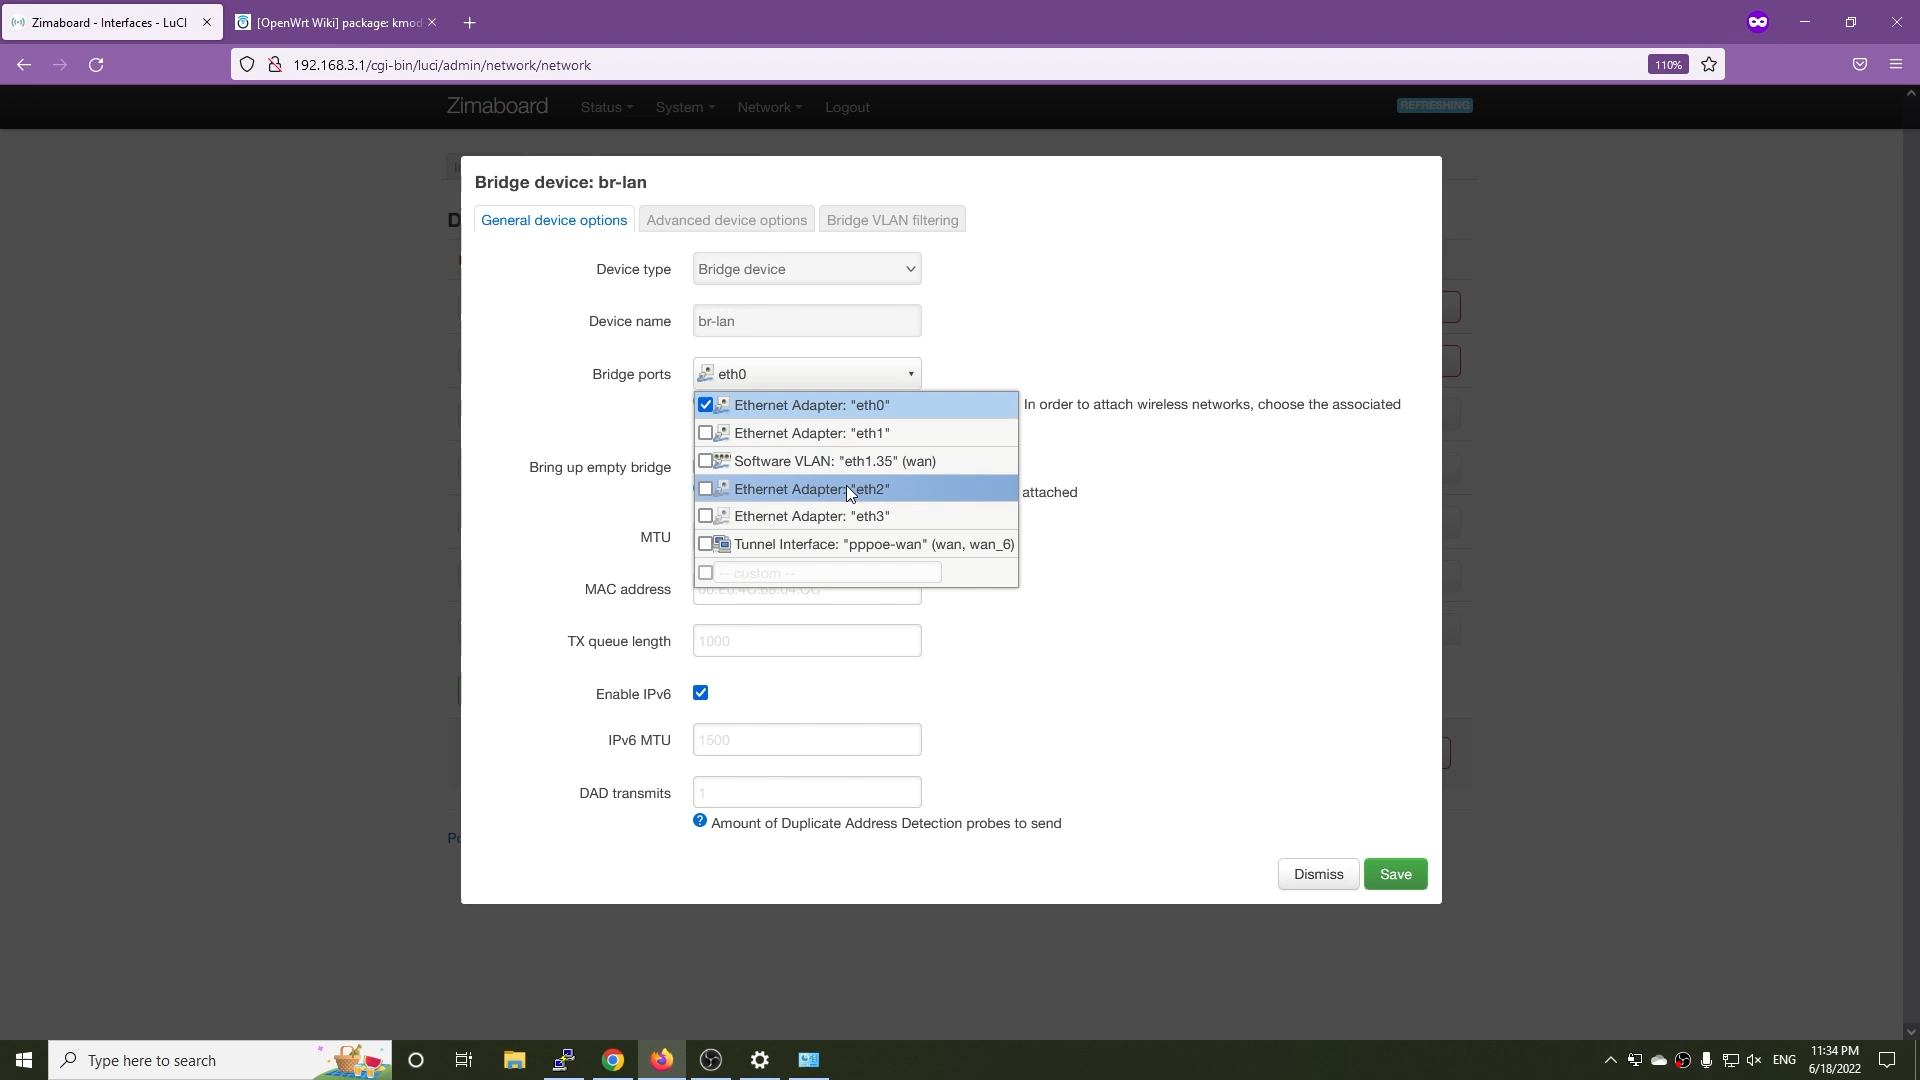 Zimaboard - Interfaces - LuCI
[OpenWrt Wiki] package: kmod
192.168.3.1/cgi-bin/luci/admin/network/network
110%
Zimaboard
Status
System
Network
Logout
REFRESHING
Bridge device: br-lan
General device options
Advanced device options
Bridge VLAN filtering
Device type
Bridge device
Device name
br-lan
Bridge ports
eth0
Ethernet Adapter: "eth0"
In order to attach wireless networks, choose the associated
Ethernet Adapter: "eth1"
Software VLAN: "eth1.35" (wan)
Bring up empty bridge
Ethernet Adapter: "eth2"
attached
Ethernet Adapter: "eth3"
MTU
Tunnel Interface: "pppoe-wan" (wan, wan_6)
-- custom --
MAC address
TX queue length
1000
Enable IPv6
IPv6 MTU
1500
DAD transmits
1
Amount of Duplicate Address Detection probes to send
Dismiss
Save
Type here to search
ENG
11:34 PM
6/18/2022